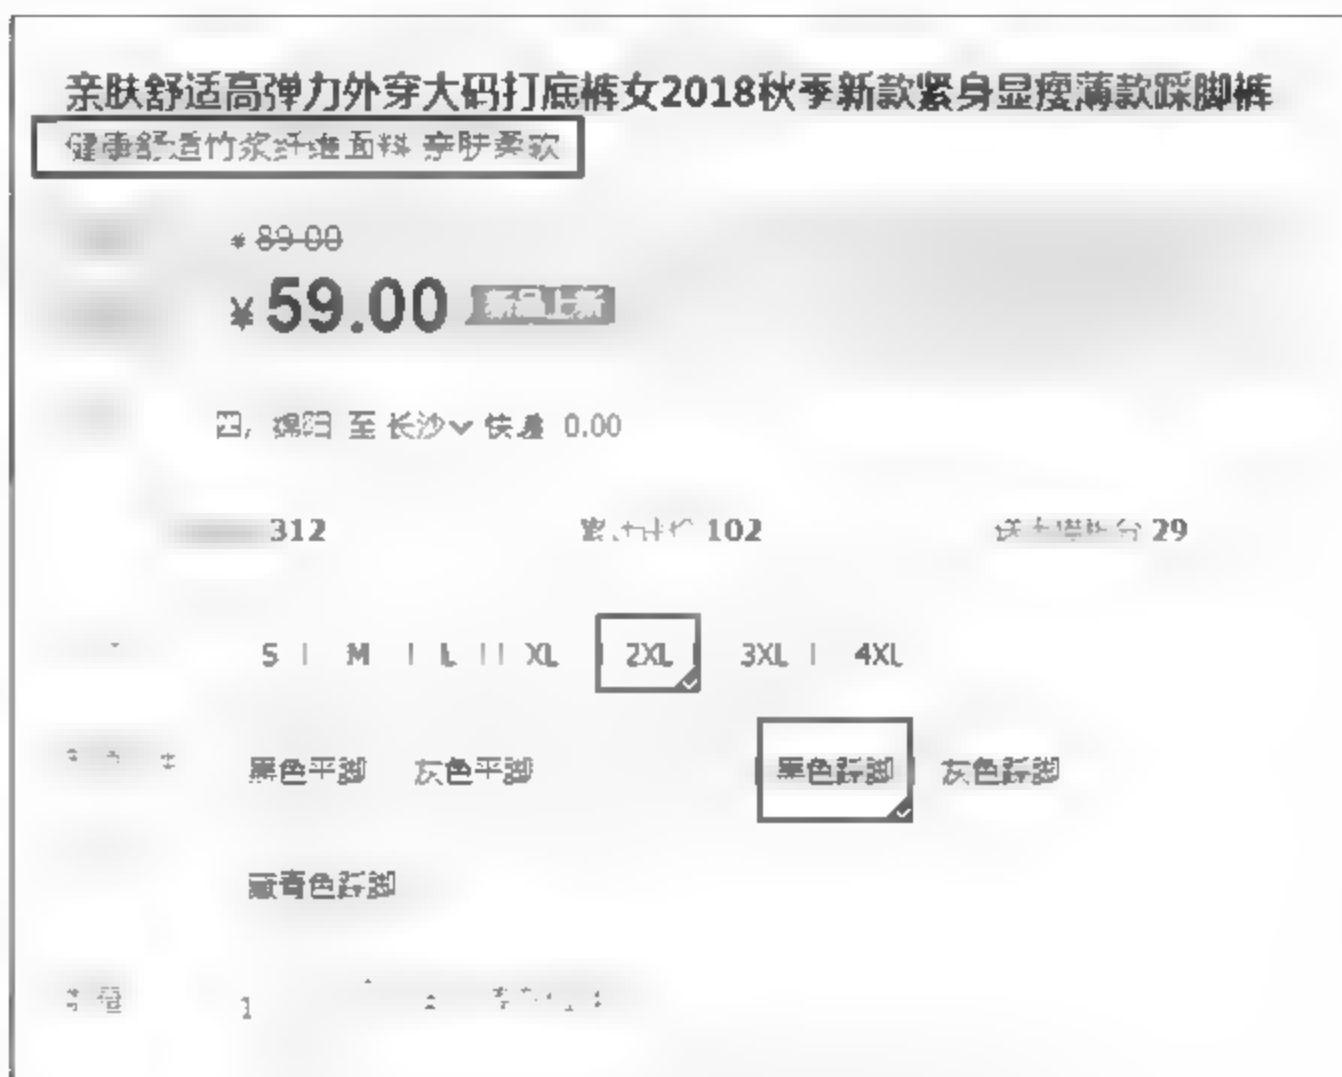 亲肤舒适高弹力外穿大码打底裤女2018秋季新款紧身显瘦薄款踩脚裤
健康舒适竹浆纤维面料 亲肤柔软
¥ 89.00
¥ 59.00 新品上新
至 长沙 快递 0.00
312 102 29
S M L XL 2XL 3XL 4XL
黑色平脚 灰色平脚 黑色踩脚 灰色踩脚
藏青色踩脚
1